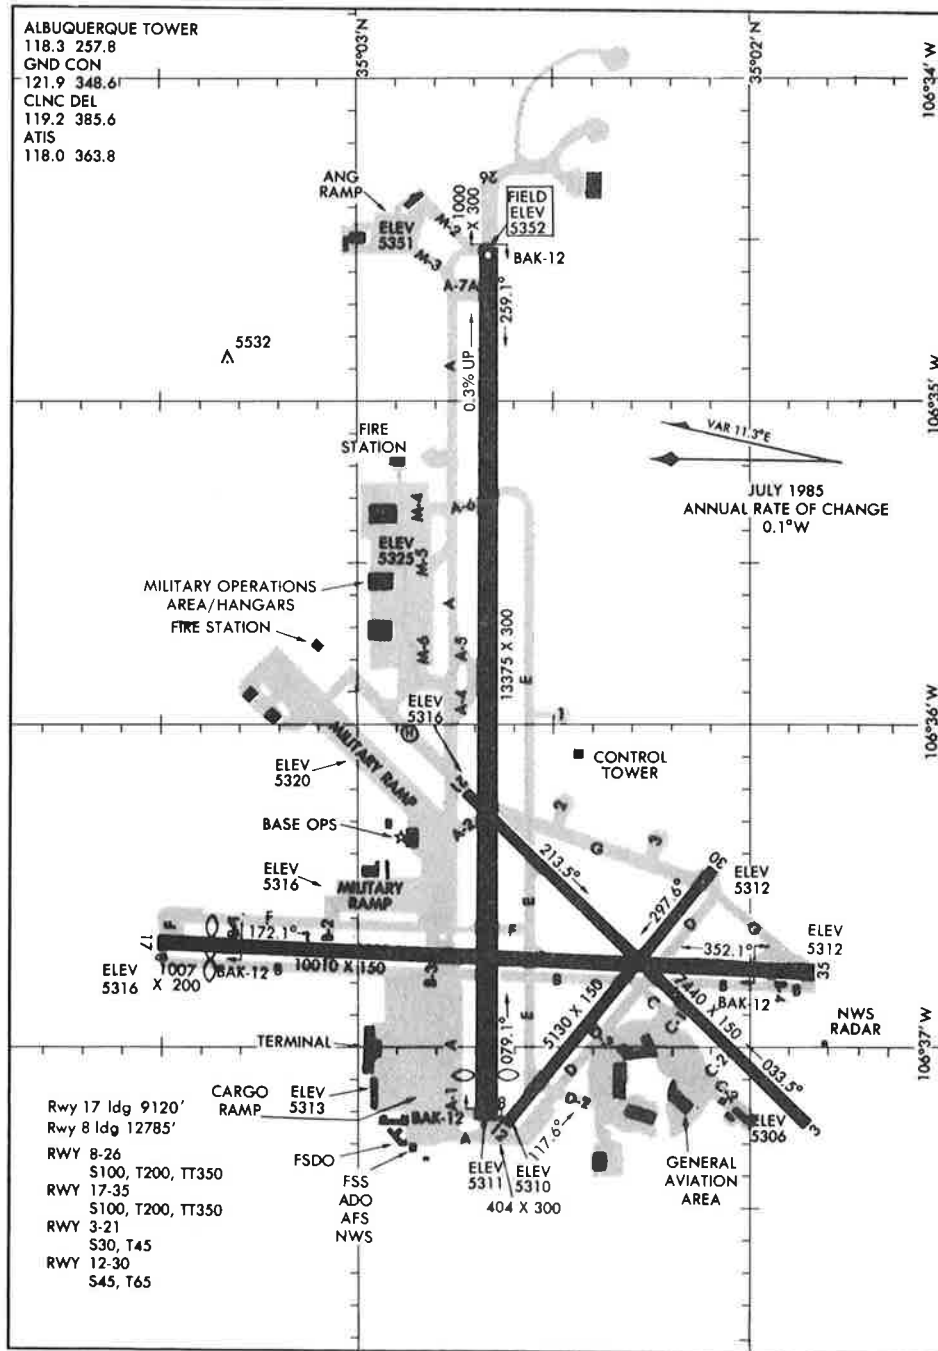 ALBUQUERQUE TOWER
118.3 257.8
GND CON
121.9 348.6
CLNC DEL
119.2 385.6
ATIS
118.0 363.8
35°03'N
35°02'N
106°34' W
ANG
RAMP
ELEV
5351
M-2
M-3
26
1000
X 300
FIELD
ELEV
5352
BAK-12
A-7A
259.1°
0.3% UP
A
5532
106°35' W
VAR 11.3°E
JULY 1985
ANNUAL RATE OF CHANGE
0.1°W
FIRE
STATION
M-4
A-6
ELEV
5325
M-5
MILITARY OPERATIONS
AREA/HANGARS
FIRE STATION
A
M-6
A-5
A-4
13375 X 300
E
1
ELEV
5316
H
106°36' W
CONTROL
TOWER
ELEV
5320
MILITARY RAMP
21
A-2
BASE OPS
2
3
G
213.5°
30
297.6°
ELEV
5312
ELEV
5316
MILITARY
RAMP
E
F
F
B-1
B-2
F
172.1°
17
B
ELEV
5316
1007
X 200
BAK-12
B
10010 X 150
B-3
B
G
G
352.1°
ELEV
5312
35
B
BAK-12
B-4
B
7440 X 150
5130 X 150
C
C-1
C-2
C-3
033.5°
3
NWS
RADAR
106°37' W
TERMINAL
A
079.1°
E
D
D
D-2
117.6°
CARGO
RAMP
ELEV
5313
A-1
BAK-12
8
A
12
ELEV
5306
FSDO
FSS
ADO
AFS
NWS
ELEV
5311
ELEV
5310
404 X 300
GENERAL
AVIATION
AREA
Rwy 17 ldg 9120'
Rwy 8 ldg 12785'
RWY 8-26
S100, T200, TT350
RWY 17-35
S100, T200, TT350
RWY 3-21
S30, T45
RWY 12-30
S45, T65